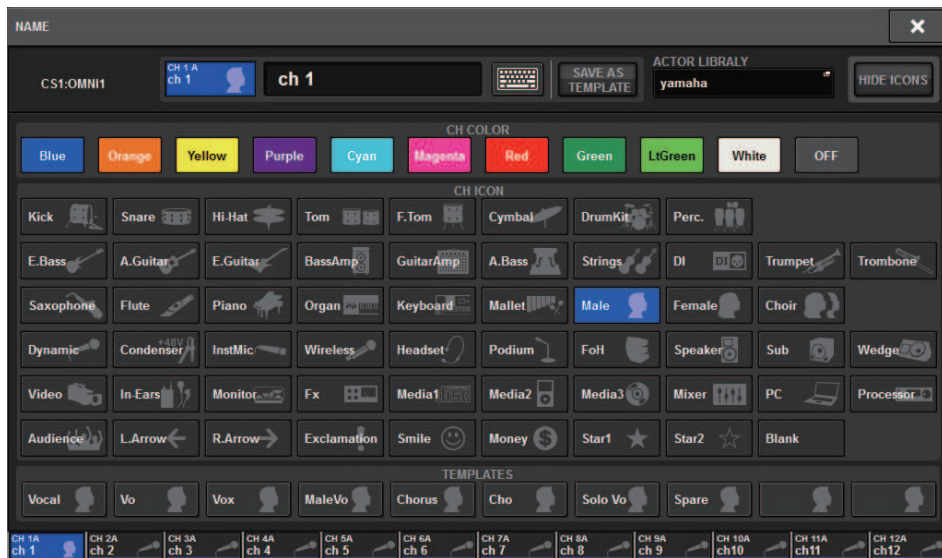 NAME
CS1:OMNI1
CH 1 A
ch 1
ch 1
SAVE AS
TEMPLATE
ACTOR LIBRALY
yamaha
HIDE ICONS
CH COLOR
Blue Orange Yellow Purple Cyan Magenta Red Green LtGreen White OFF
CH ICON
Kick Snare Hi-Hat Tom F.Tom Cymbal DrumKit Perc.
E.Bass A.Guitar E.Guitar BassAmp GuitarAmp A.Bass Strings DI DI Trumpet Trombone
Saxophone Flute Piano Organ Keyboard Mallet Male Female Choir
Dynamic Condenser +48V InstMic Wireless Headset Podium FoH Speaker Sub Wedge
Video In-Ears Monitor Fx Media1 Media2 Media3 Mixer PC Processor
Audience L.Arrow R.Arrow Exclamation Smile Money $ Star1 Star2 Blank
TEMPLATES
Vocal Vo Vox MaleVo Chorus Cho Solo Vo Spare
CH 1A CH 2A CH 3A CH 4A CH 5A CH 6A CH 7A CH 8A CH 9A CH 10A CH 11A CH 12A
ch 1 ch 2 ch 3 ch 4 ch 5 ch 6 ch 7 ch 8 ch 9 ch10 ch11 ch12